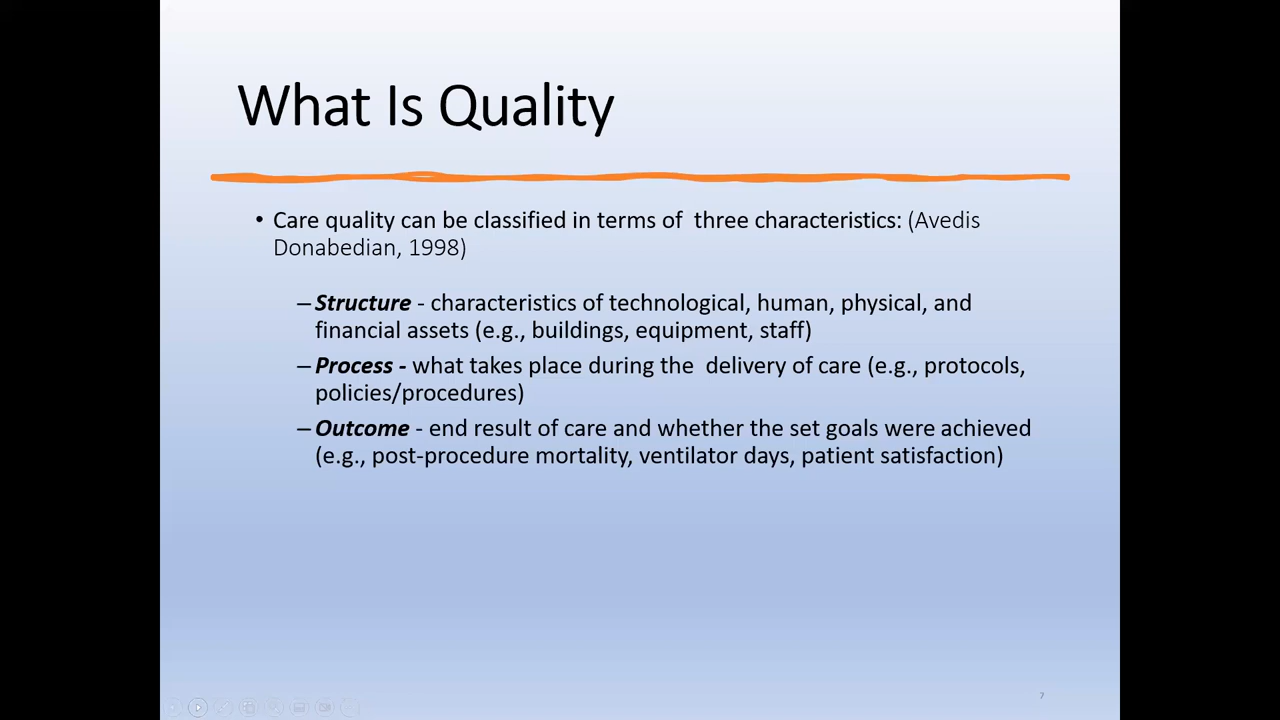 What Is Quality
• Care quality can be classified in terms of  three characteristics: (Avedis
Donabedian, 1998)
– Structure - characteristics of technological, human, physical, and
financial assets (e.g., buildings, equipment, staff)
– Process - what takes place during the  delivery of care (e.g., protocols,
policies/procedures)
– Outcome - end result of care and whether the set goals were achieved
(e.g., post-procedure mortality, ventilator days, patient satisfaction)
7